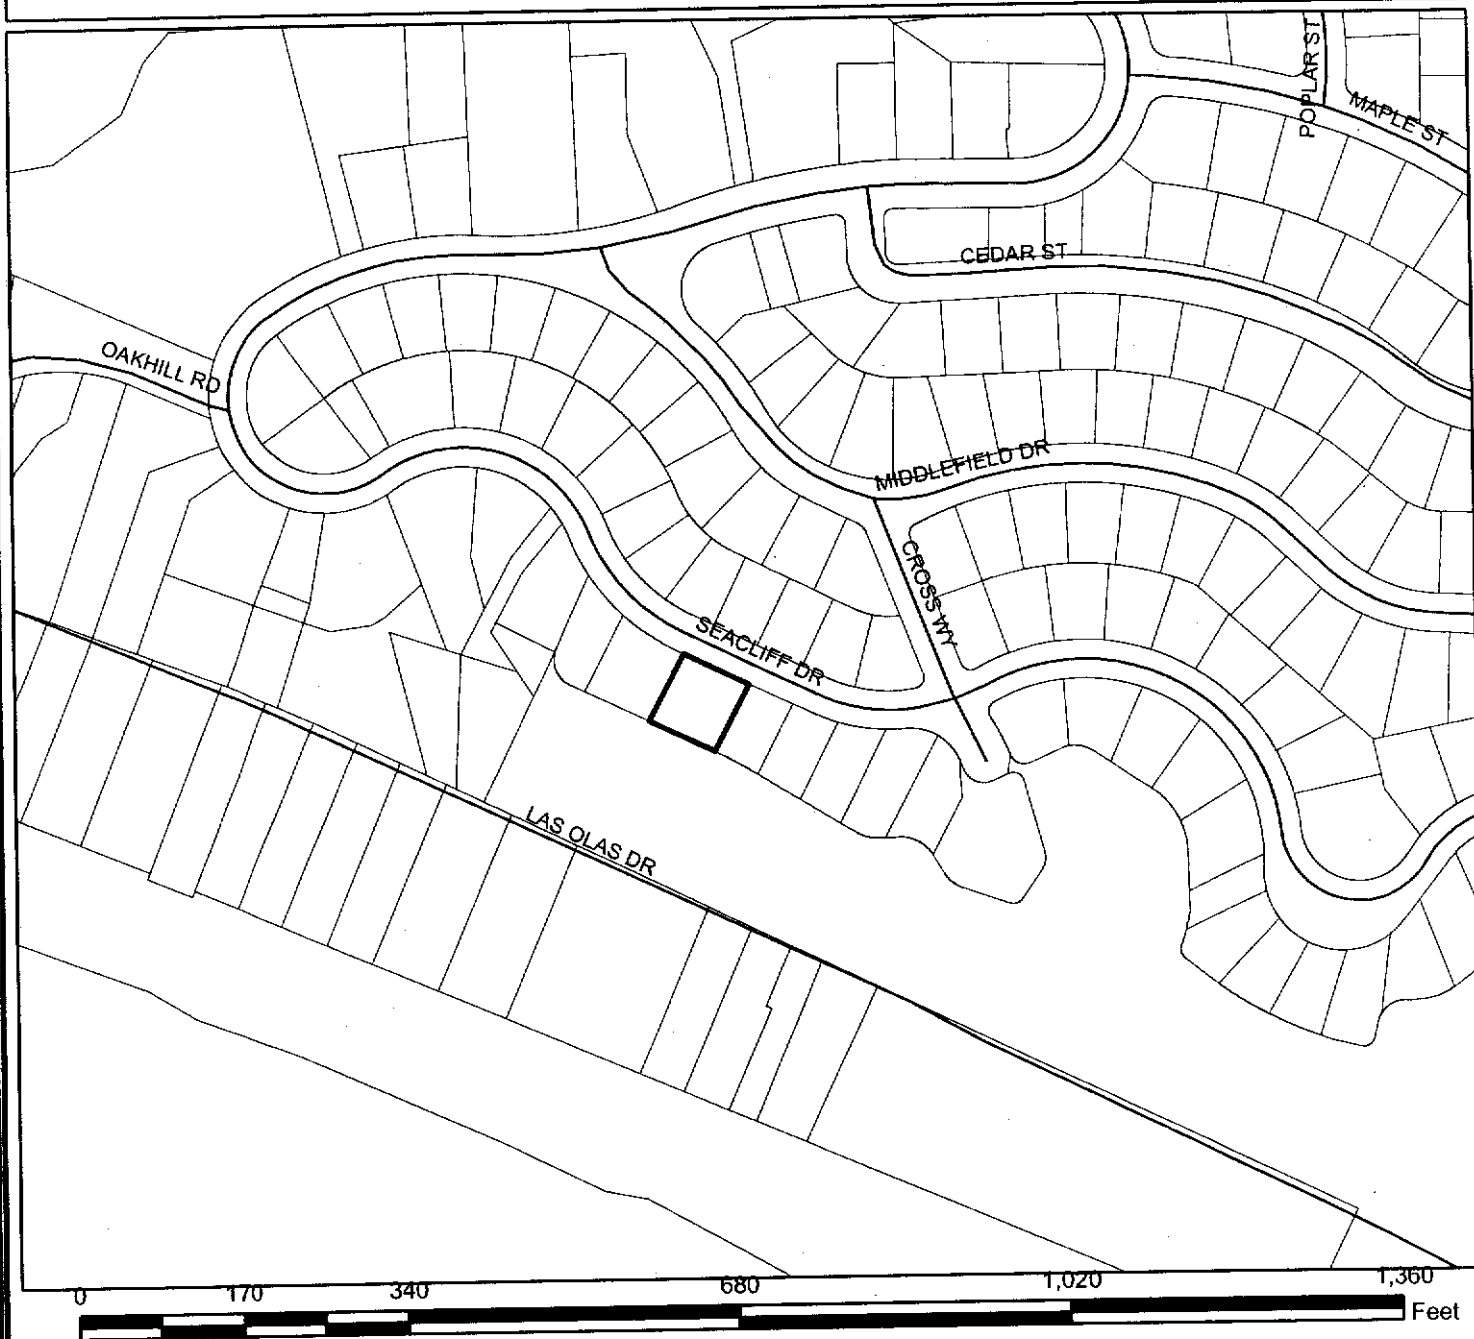 POPLAR ST
MAPLE ST
CEDAR ST
OAKHILL RD
MIDDLEFIELD DR
CROSS WY
SEACLIFF DR
LAS OLAS DR
0 170 340 680 1,020 1,360
Feet